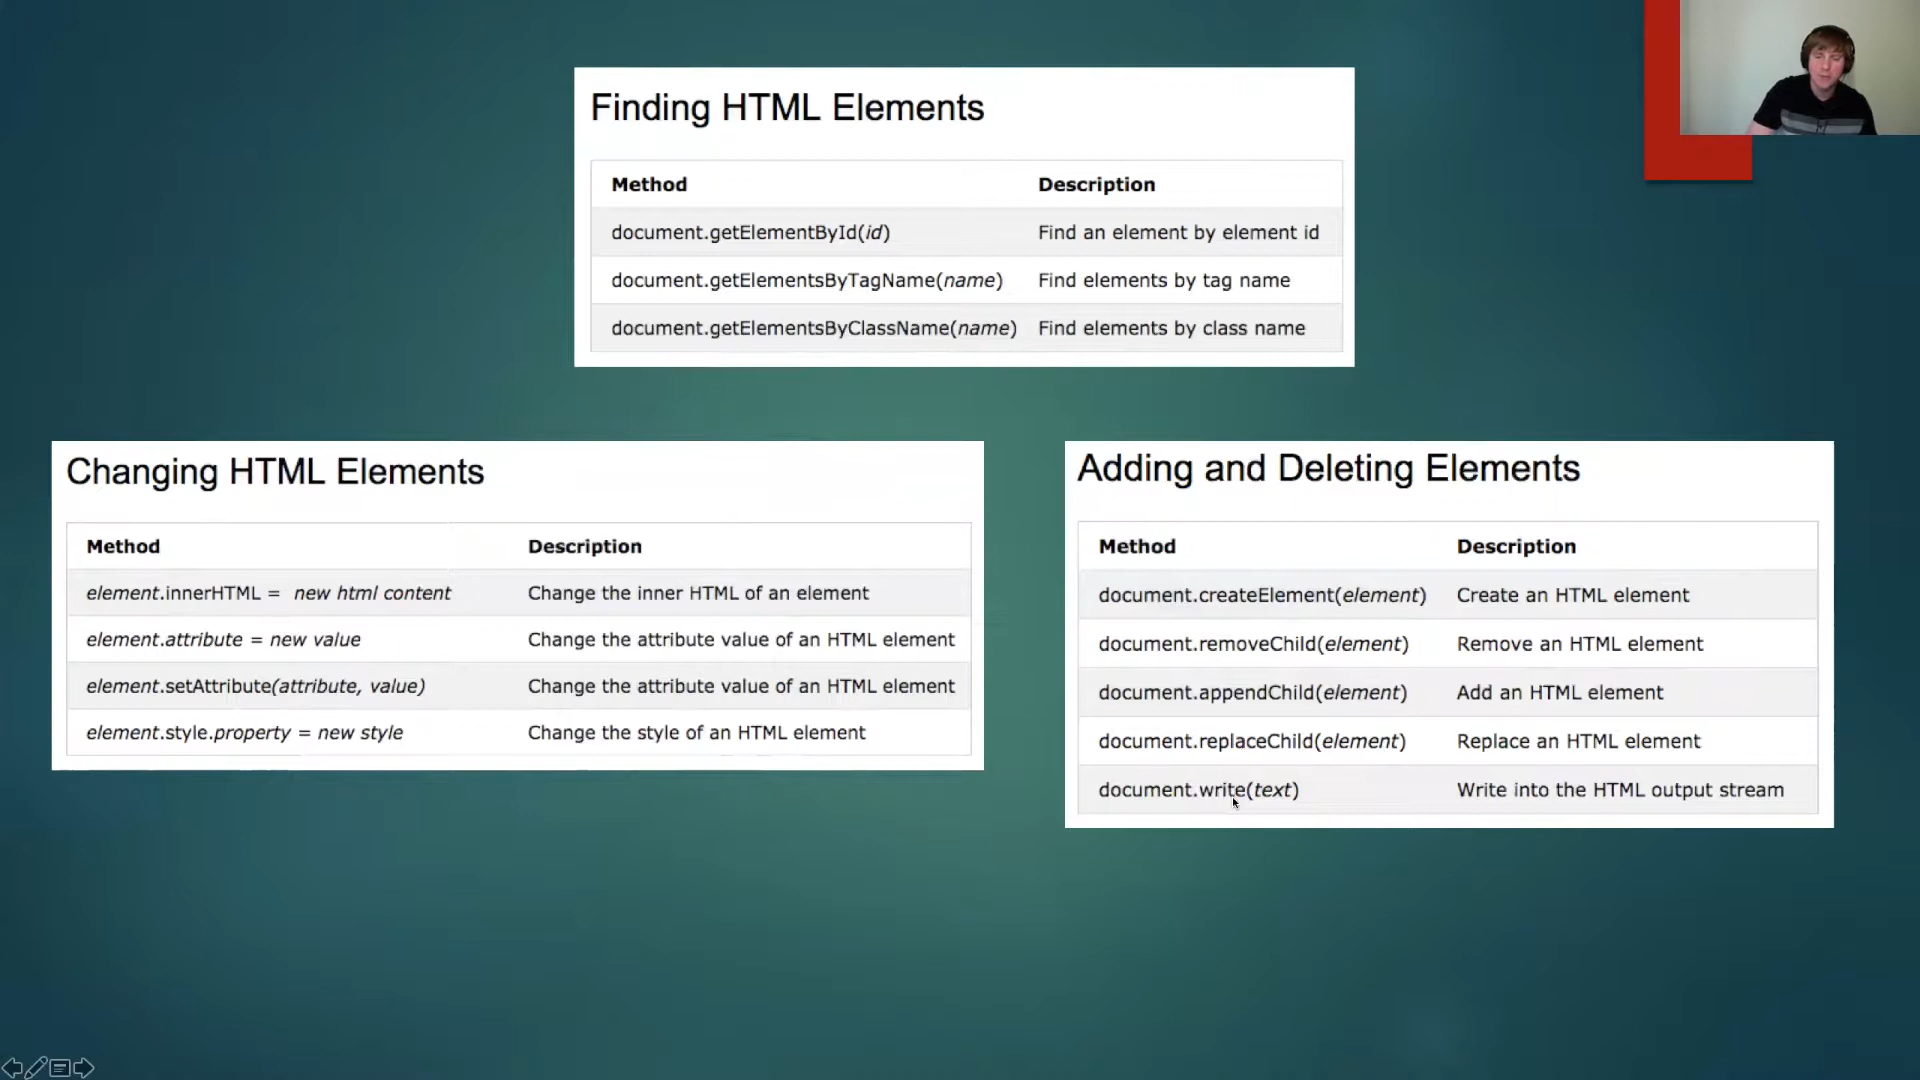 Finding HTML Elements
Method Description
document.getElementById(id) Find an element by element id
document.getElementsByTagName(name) Find elements by tag name
document.getElementsByClassName(name) Find elements by class name
Changing HTML Elements
Method Description
element.innerHTML = new html content Change the inner HTML of an element
element.attribute = new value Change the attribute value of an HTML element
element.setAttribute(attribute, value) Change the attribute value of an HTML element
element.style.property = new style Change the style of an HTML element
Adding and Deleting Elements
Method Description
document.createElement(element) Create an HTML element
document.removeChild(element) Remove an HTML element
document.appendChild(element) Add an HTML element
document.replaceChild(element) Replace an HTML element
document.write(text) Write into the HTML output stream